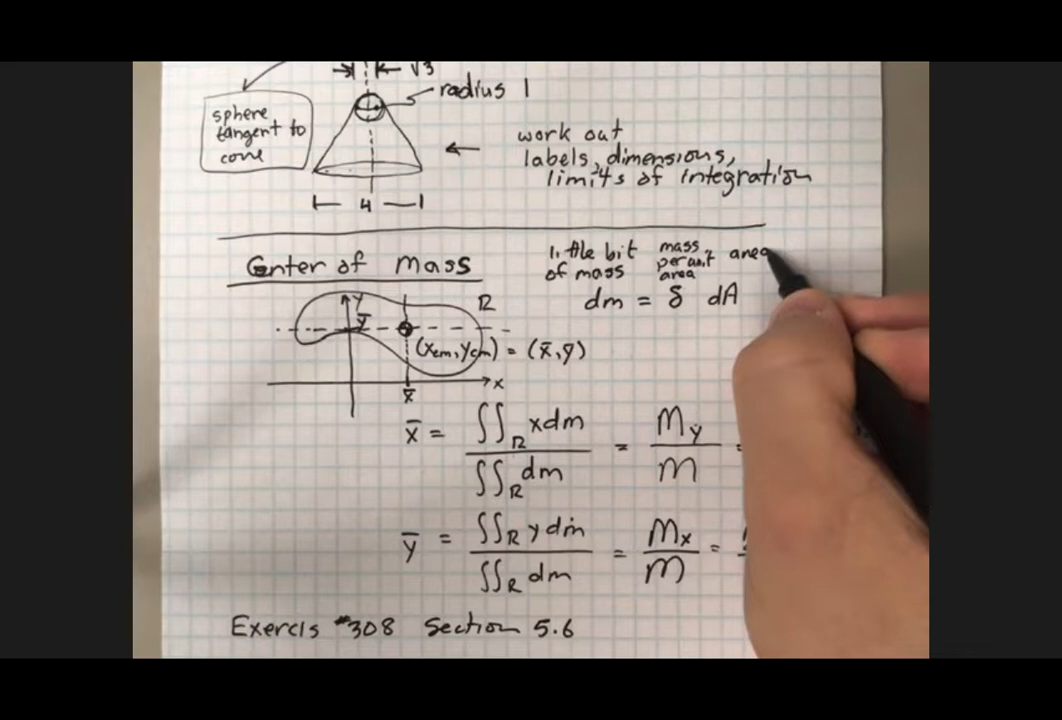 √3
radius 1
sphere
tangent to
cone
work out
labels, dimensions,
limits of integration
4
Center of mass
little bit mass per unit area area
of mass
dm = δ dA
y
R
ȳ
(xcm, ycm) = (x̄, ȳ)
x
x̄
x̄ = ∬R x dm / ∬R dm = My / m =
ȳ = ∬R y dm / ∬R dm = Mx / m =
Exercis #308 Section 5.6